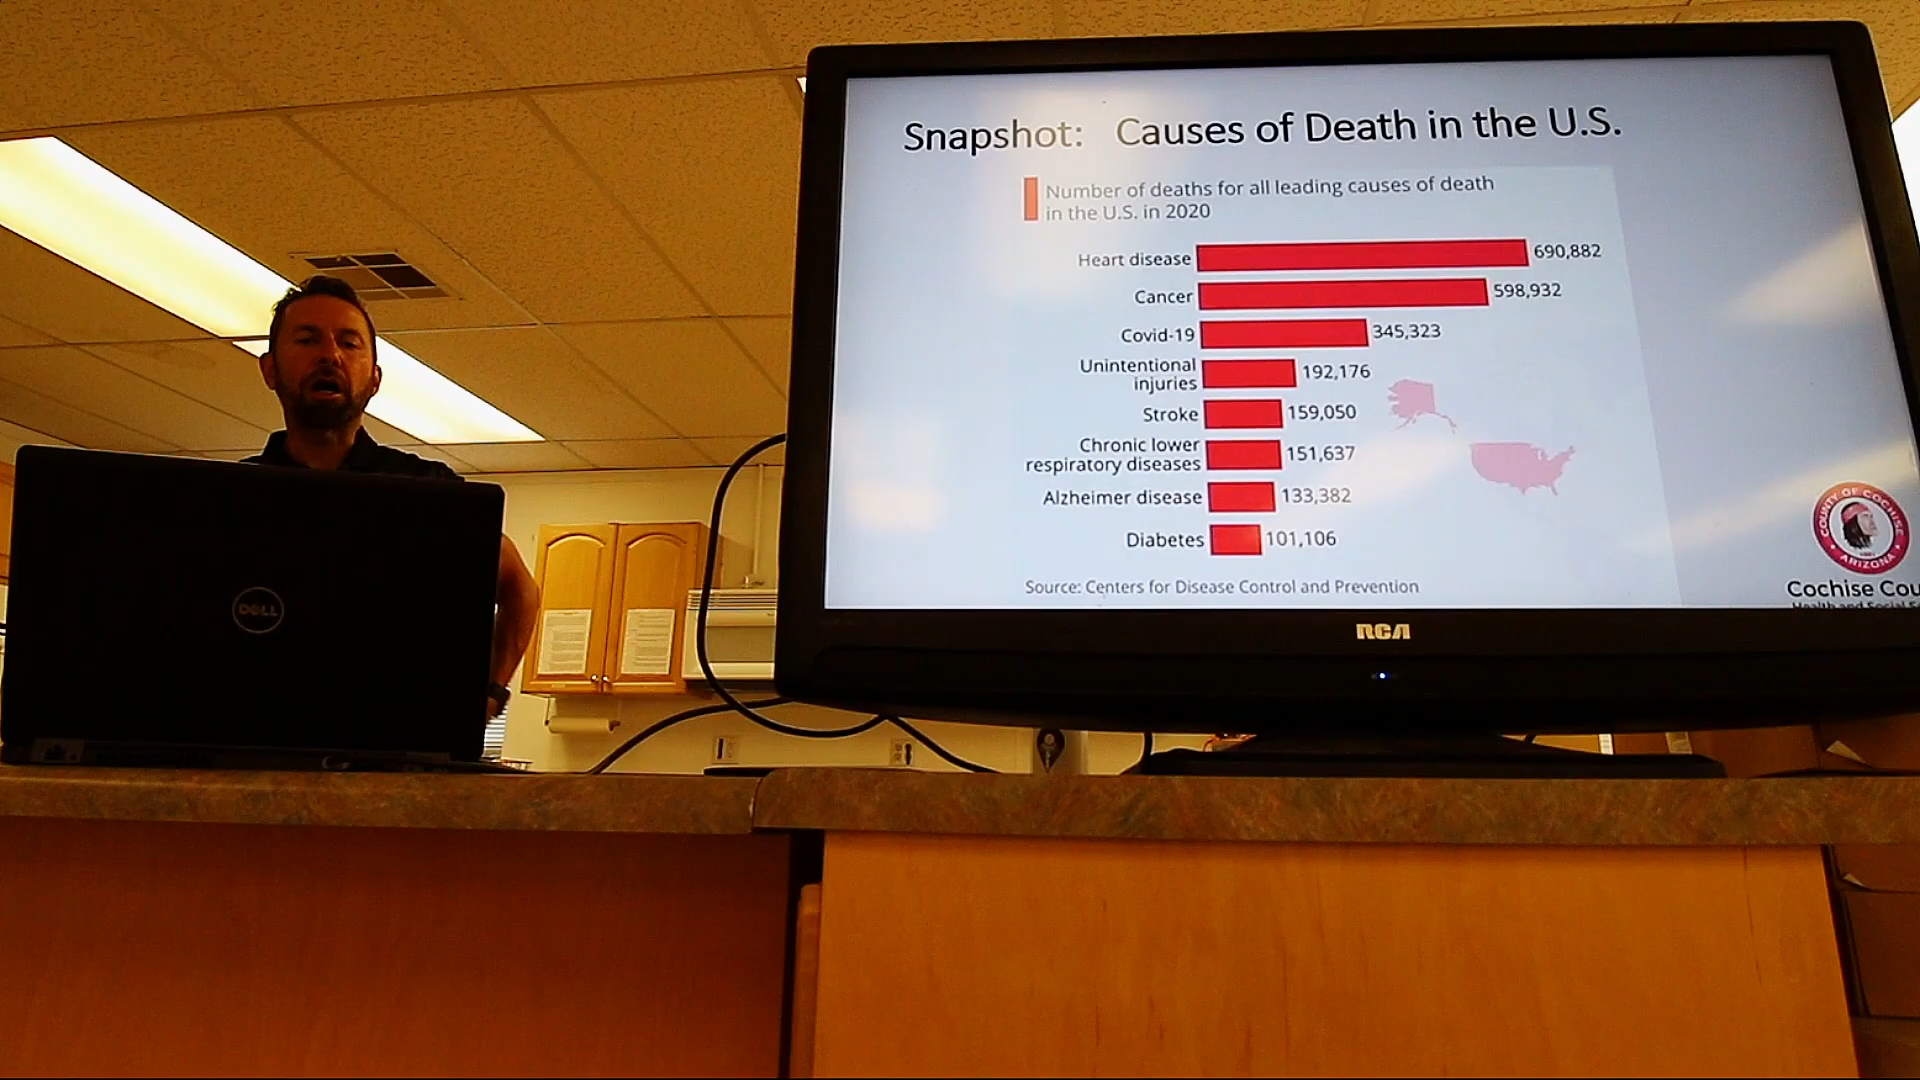 Snapshot: Causes of Death in the U.S.
Number of deaths for all leading causes of death
in the U.S. in 2020
Heart disease 690,882
Cancer 598,932
Covid-19 345,323
Unintentional
injuries 192,176
Stroke 159,050
Chronic lower
respiratory diseases 151,637
Alzheimer disease 133,382
Diabetes 101,106
Source: Centers for Disease Control and Prevention
COUNTY OF COCHISE
ARIZONA
Cochise Cou
Health and Social S
RCA
DELL